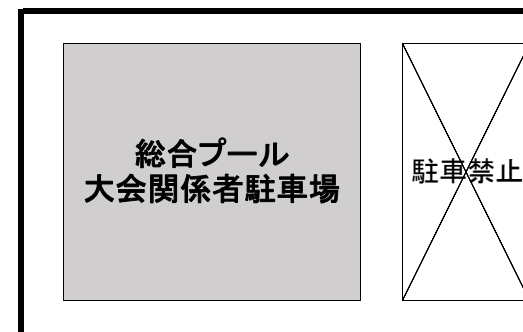 総合プール
大会関係者駐車場
駐車禁止